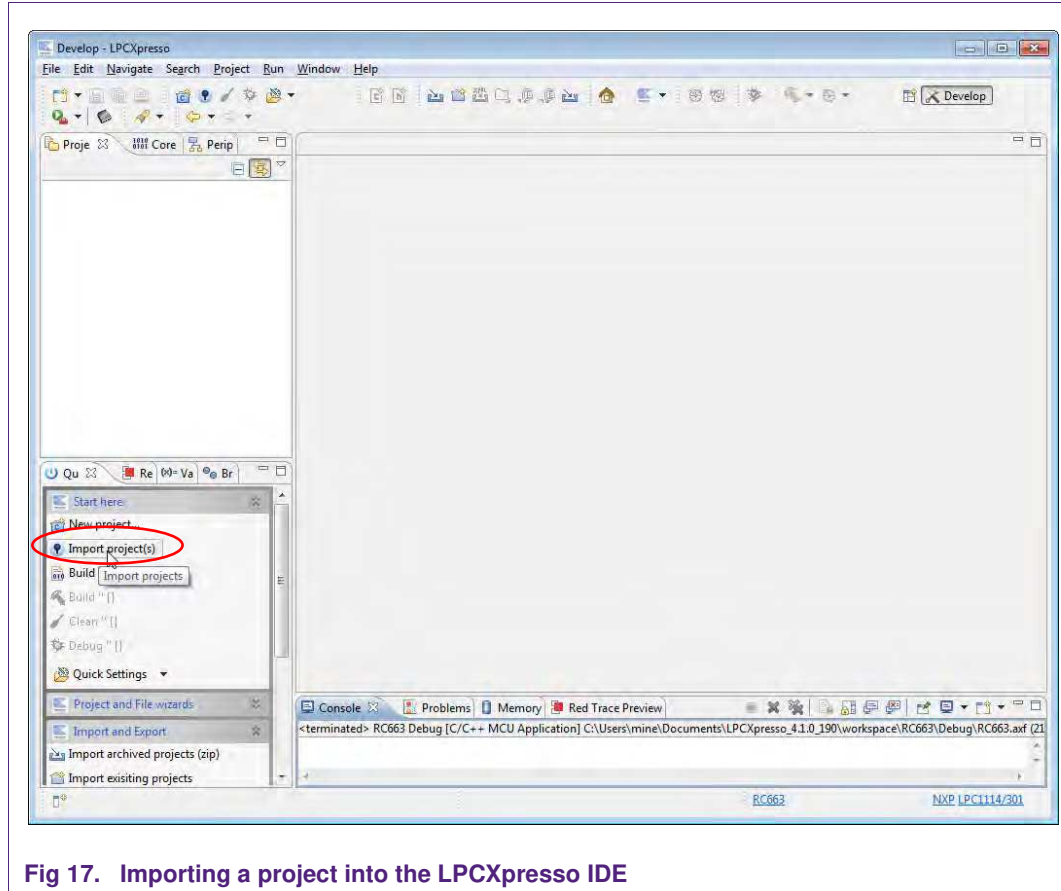 Develop - LPCXpresso
File Edit Navigate Search Project Run Window Help
Develop
Proje Core Perip
Qu Re (x)= Va Br
Start here
New project...
Import project(s)
Build
Import projects
Build '' []
Clean '' []
Debug '' []
Quick Settings
Project and File wizards
Import and Export
Import archived projects (zip)
Import exisiting projects
Console Problems Memory Red Trace Preview
<terminated> RC663 Debug [C/C++ MCU Application] C:\Users\mine\Documents\LPCXpresso_4.1.0_190\workspace\RC663\Debug\RC663.axf (21
RC663 NXP LPC1114/301
Fig 17. Importing a project into the LPCXpresso IDE